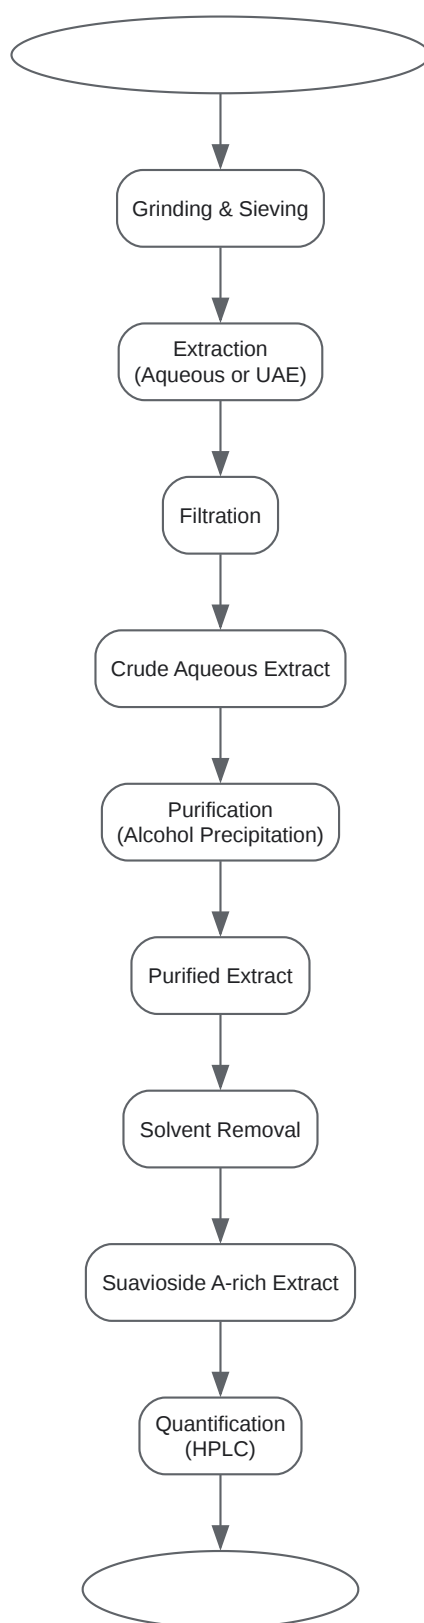 Grinding & Sieving
Extraction
(Aqueous or UAE)
Filtration
Crude Aqueous Extract
Purification
(Alcohol Precipitation)
Purified Extract
Solvent Removal
Suavioside A-rich Extract
Quantification
(HPLC)